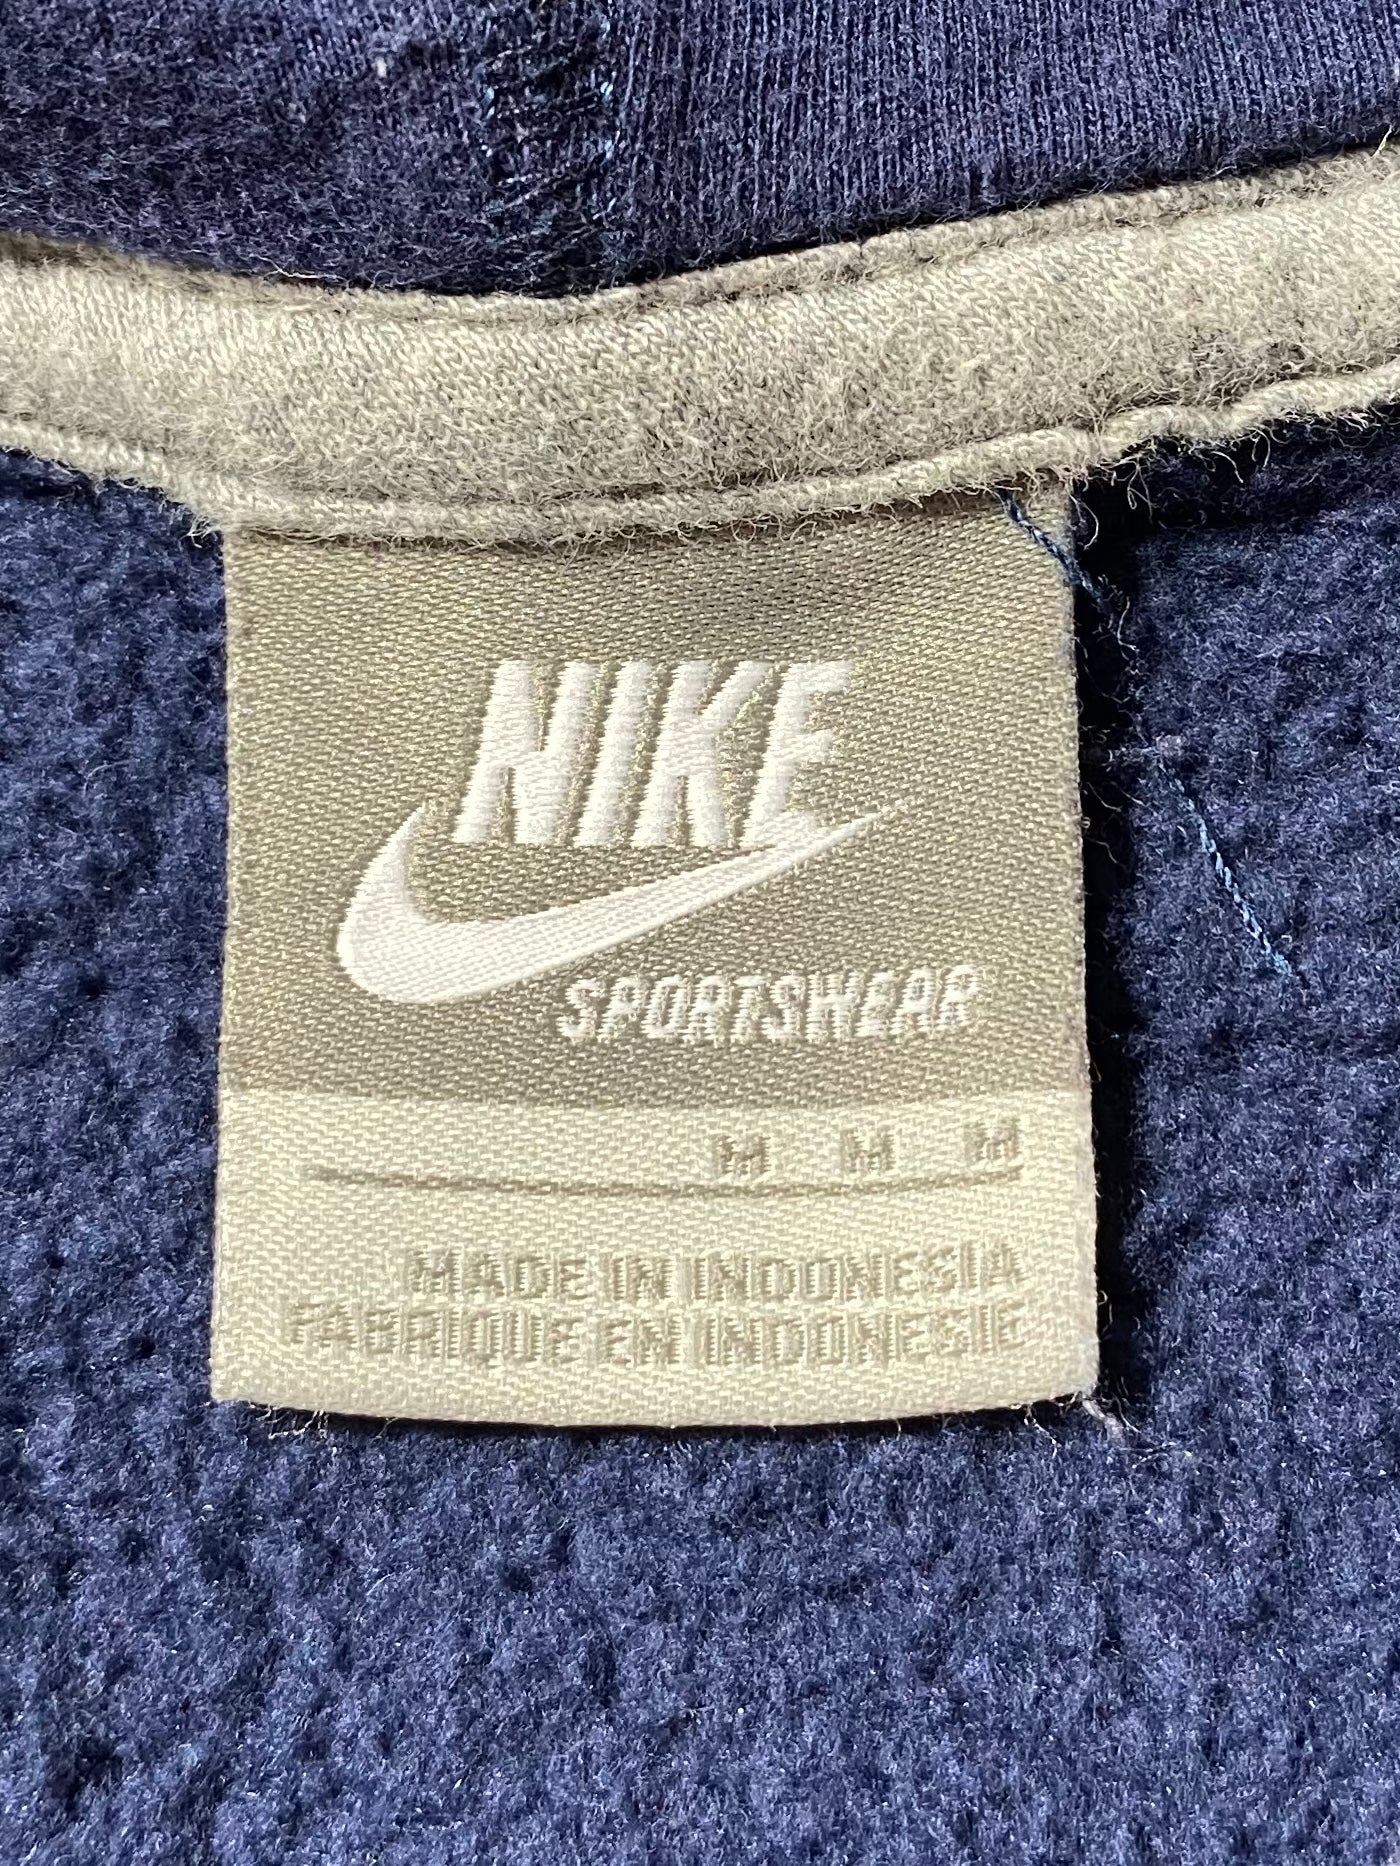 NIKE
SPORTSWEAR
M M M
MADE IN INDONESIA
FABRIQUE EN INDONESIE